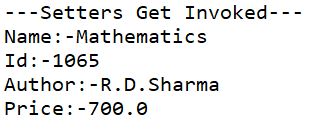 ---Setters Get Invoked---
Name:-Mathematics
Id:-1065
Author:-R.D.Sharma
Price:-700.0